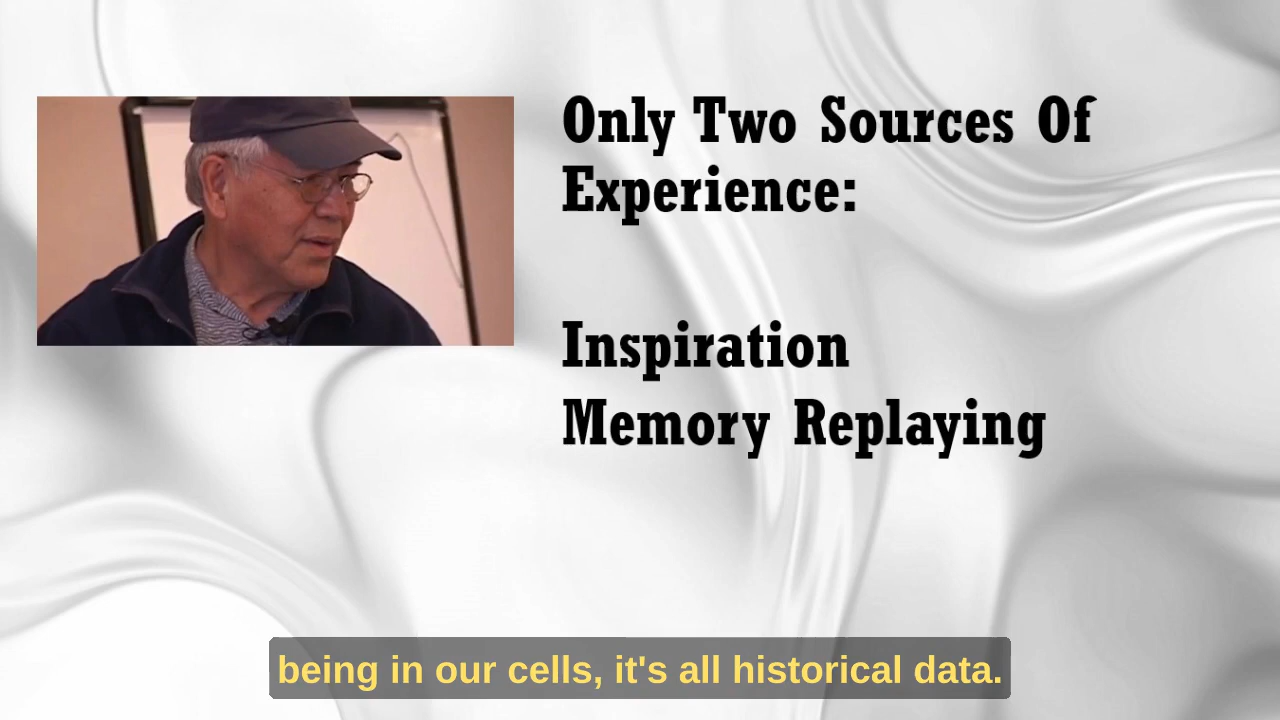 Only Two Sources Of
Experience:
Inspiration
Memory Replaying
being in our cells, it's all historical data.